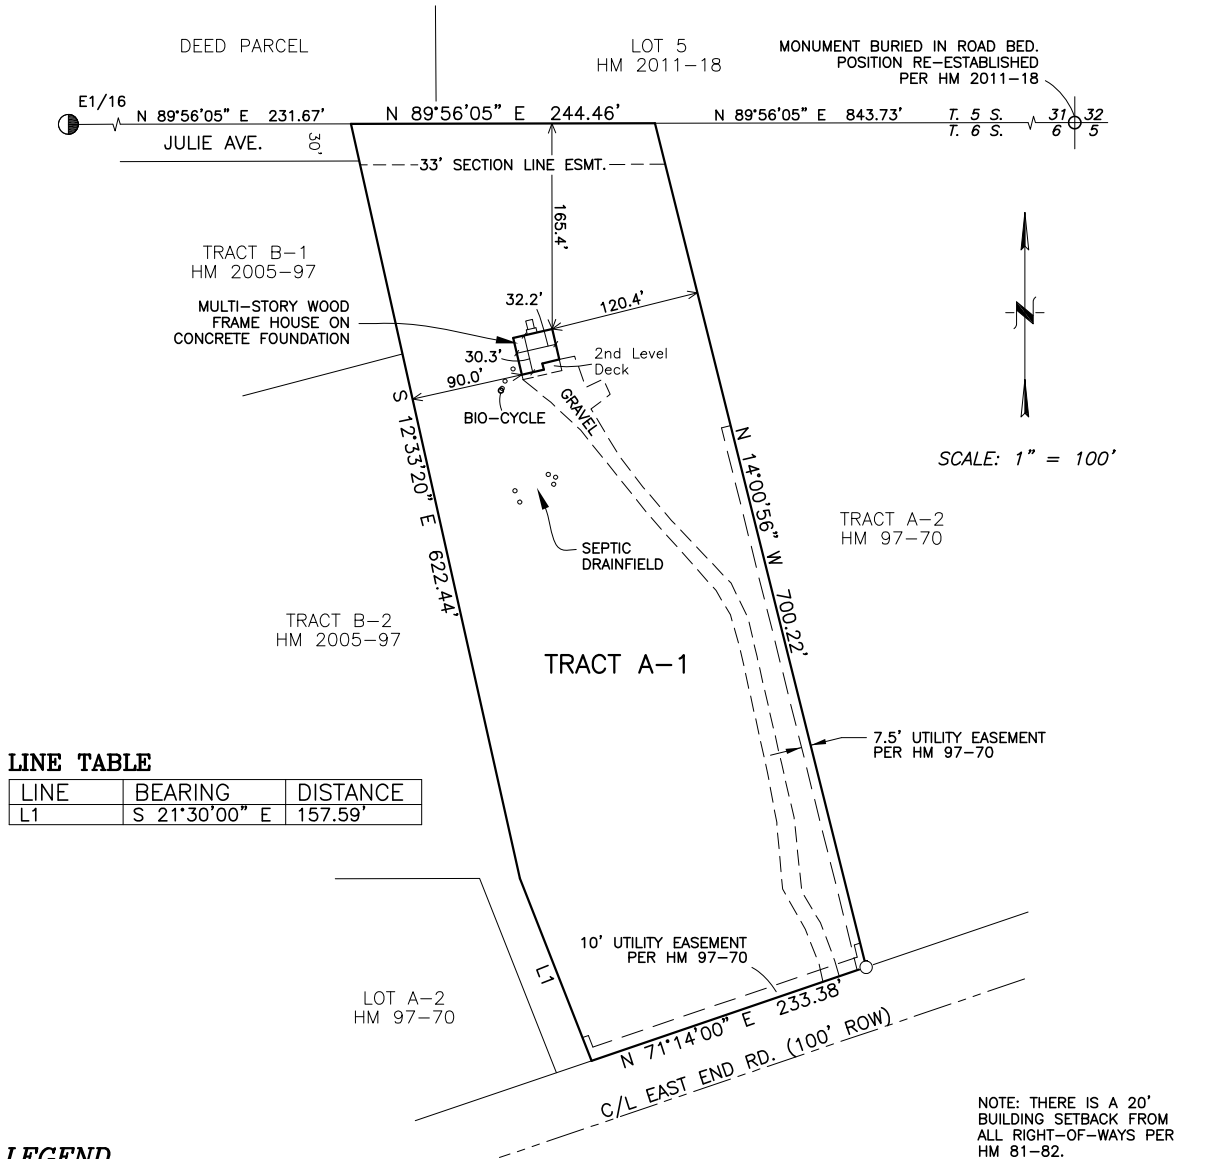 DEED PARCEL
LOT 5
HM 2011-18
MONUMENT BURIED IN ROAD BED.
POSITION RE-ESTABLISHED
PER HM 2011-18
E1/16
N 89°56'05" E 231.67'
N 89°56'05" E 244.46'
N 89°56'05" E 843.73'
T. 5 S.
T. 6 S.
31 32
6 5
JULIE AVE.
30'
33' SECTION LINE ESMT.
165.4'
TRACT B-1
HM 2005-97
MULTI-STORY WOOD
FRAME HOUSE ON
CONCRETE FOUNDATION
32.2'
120.4'
30.3'
2nd Level
Deck
90.0'
BIO-CYCLE
GRAVEL
N
SCALE: 1" = 100'
S 12°33'20" E 622.44'
N 14°00'56" W 700.22'
TRACT A-2
HM 97-70
SEPTIC
DRAINFIELD
TRACT B-2
HM 2005-97
TRACT A-1
7.5' UTILITY EASEMENT
PER HM 97-70
LINE TABLE
LINE BEARING DISTANCE
L1 S 21°30'00" E 157.59'
10' UTILITY EASEMENT
PER HM 97-70
L1
LOT A-2
HM 97-70
N 71°14'00" E 233.38'
C/L EAST END RD. (100' ROW)
NOTE: THERE IS A 20'
BUILDING SETBACK FROM
ALL RIGHT-OF-WAYS PER
HM 81-82.
LEGEND